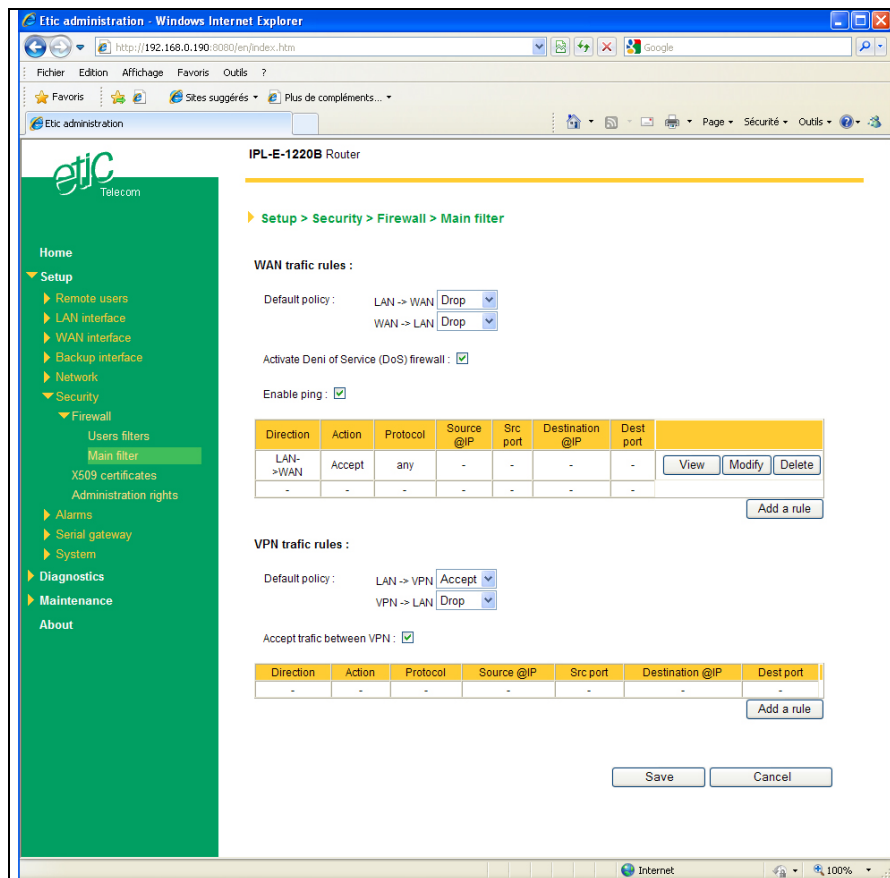 Etic administration - Windows Internet Explorer
http://192.168.0.190:8080/en/index.htm
Google
Fichier Edition Affichage Favoris Outils ?
Favoris Sites suggérés Plus de compléments...
Etic administration
Page Sécurité Outils
etic
Telecom
IPL-E-1220B Router
Setup > Security > Firewall > Main filter
Home
Setup
Remote users
LAN interface
WAN interface
Backup interface
Network
Security
Firewall
Users filters
Main filter
X509 certificates
Administration rights
Alarms
Serial gateway
System
Diagnostics
Maintenance
About
WAN trafic rules :
Default policy : LAN -> WAN Drop
WAN -> LAN Drop
Activate Deni of Service (DoS) firewall :
Enable ping :
Direction Action Protocol Source @IP Src port Destination @IP Dest port
LAN->WAN Accept any - - - - View Modify Delete
- - - - - - -
Add a rule
VPN trafic rules :
Default policy : LAN -> VPN Accept
VPN -> LAN Drop
Accept trafic between VPN :
Direction Action Protocol Source @IP Src port Destination @IP Dest port
- - - - - - -
Add a rule
Save Cancel
Internet 100%